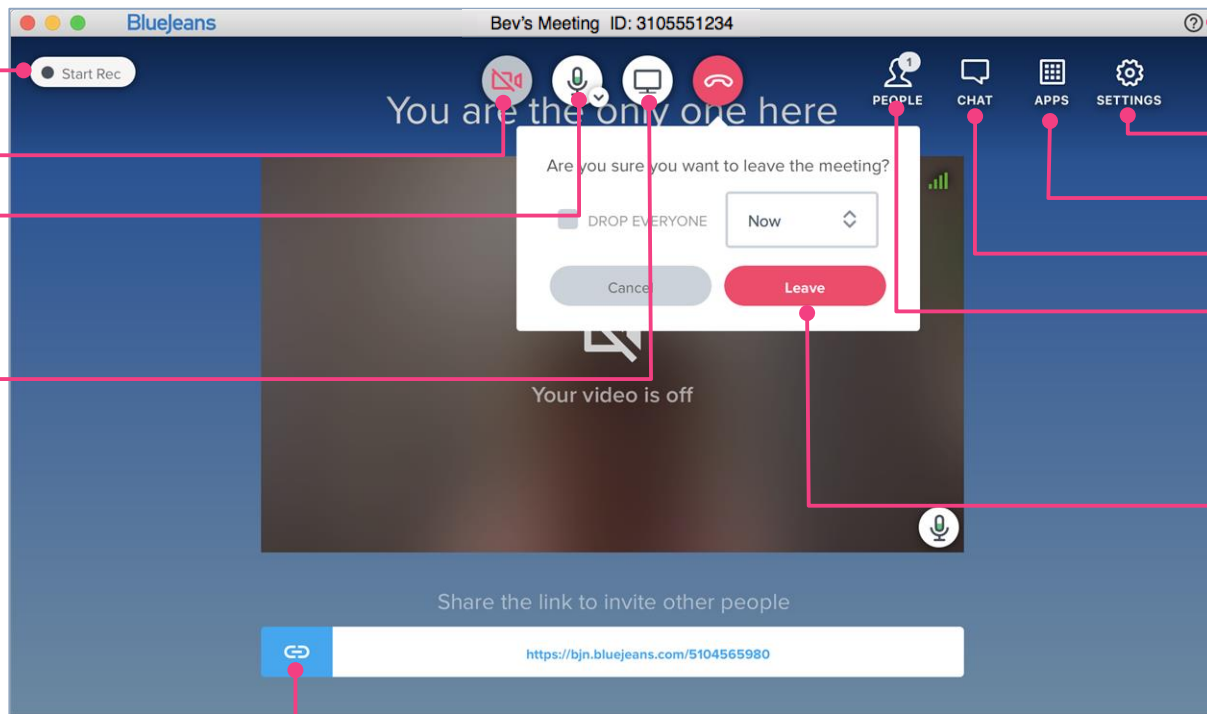 BlueJeans
Bev's Meeting ID: 3105551234
?
Start Rec
1
PEOPLE
CHAT
APPS
SETTINGS
You are the only one here
Are you sure you want to leave the meeting?
DROP EVERYONE
Now
Cancel
Leave
Your video is off
Share the link to invite other people
https://bjn.bluejeans.com/5104565980